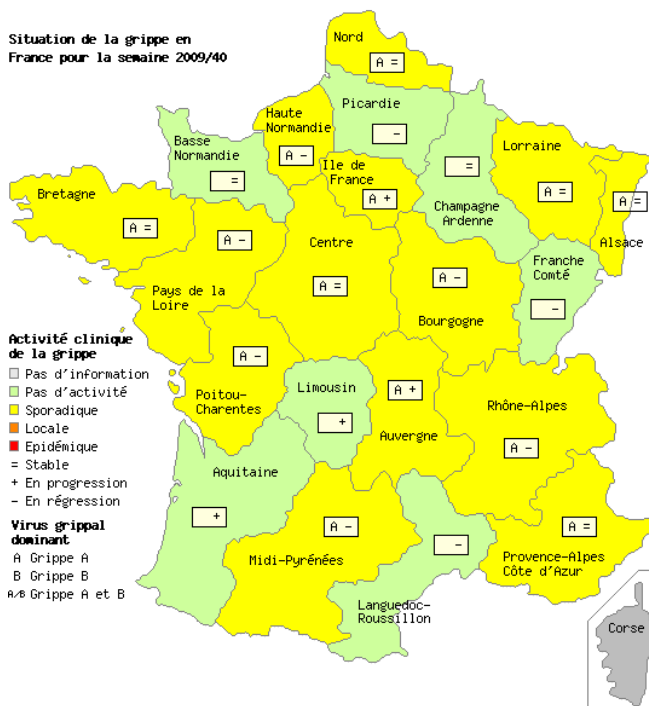 Situation de la grippe en
France pour la semaine 2009/40
Nord
A =
Picardie
-
Haute
Normandie
A -
Basse
Normandie
=
Ile de
France
A +
=
Champagne
Ardenne
Lorraine
A =
A =
Alsace
Bretagne
A =
A -
Pays de la
Loire
Centre
A =
A -
Bourgogne
Franche
Comté
-
Activité clinique
de la grippe
Pas d'information
Pas d'activité
Sporadique
Locale
Epidémique
= Stable
+ En progression
- En régression
Virus grippal
dominant
A Grippe A
B Grippe B
A/B Grippe A et B
A -
Poitou-
Charentes
Limousin
+
A +
Auvergne
Rhône-Alpes
A -
Aquitaine
+
A -
Midi-Pyrénées
-
Languedoc-
Roussillon
A =
Provence-Alpes
Côte d'Azur
Corse